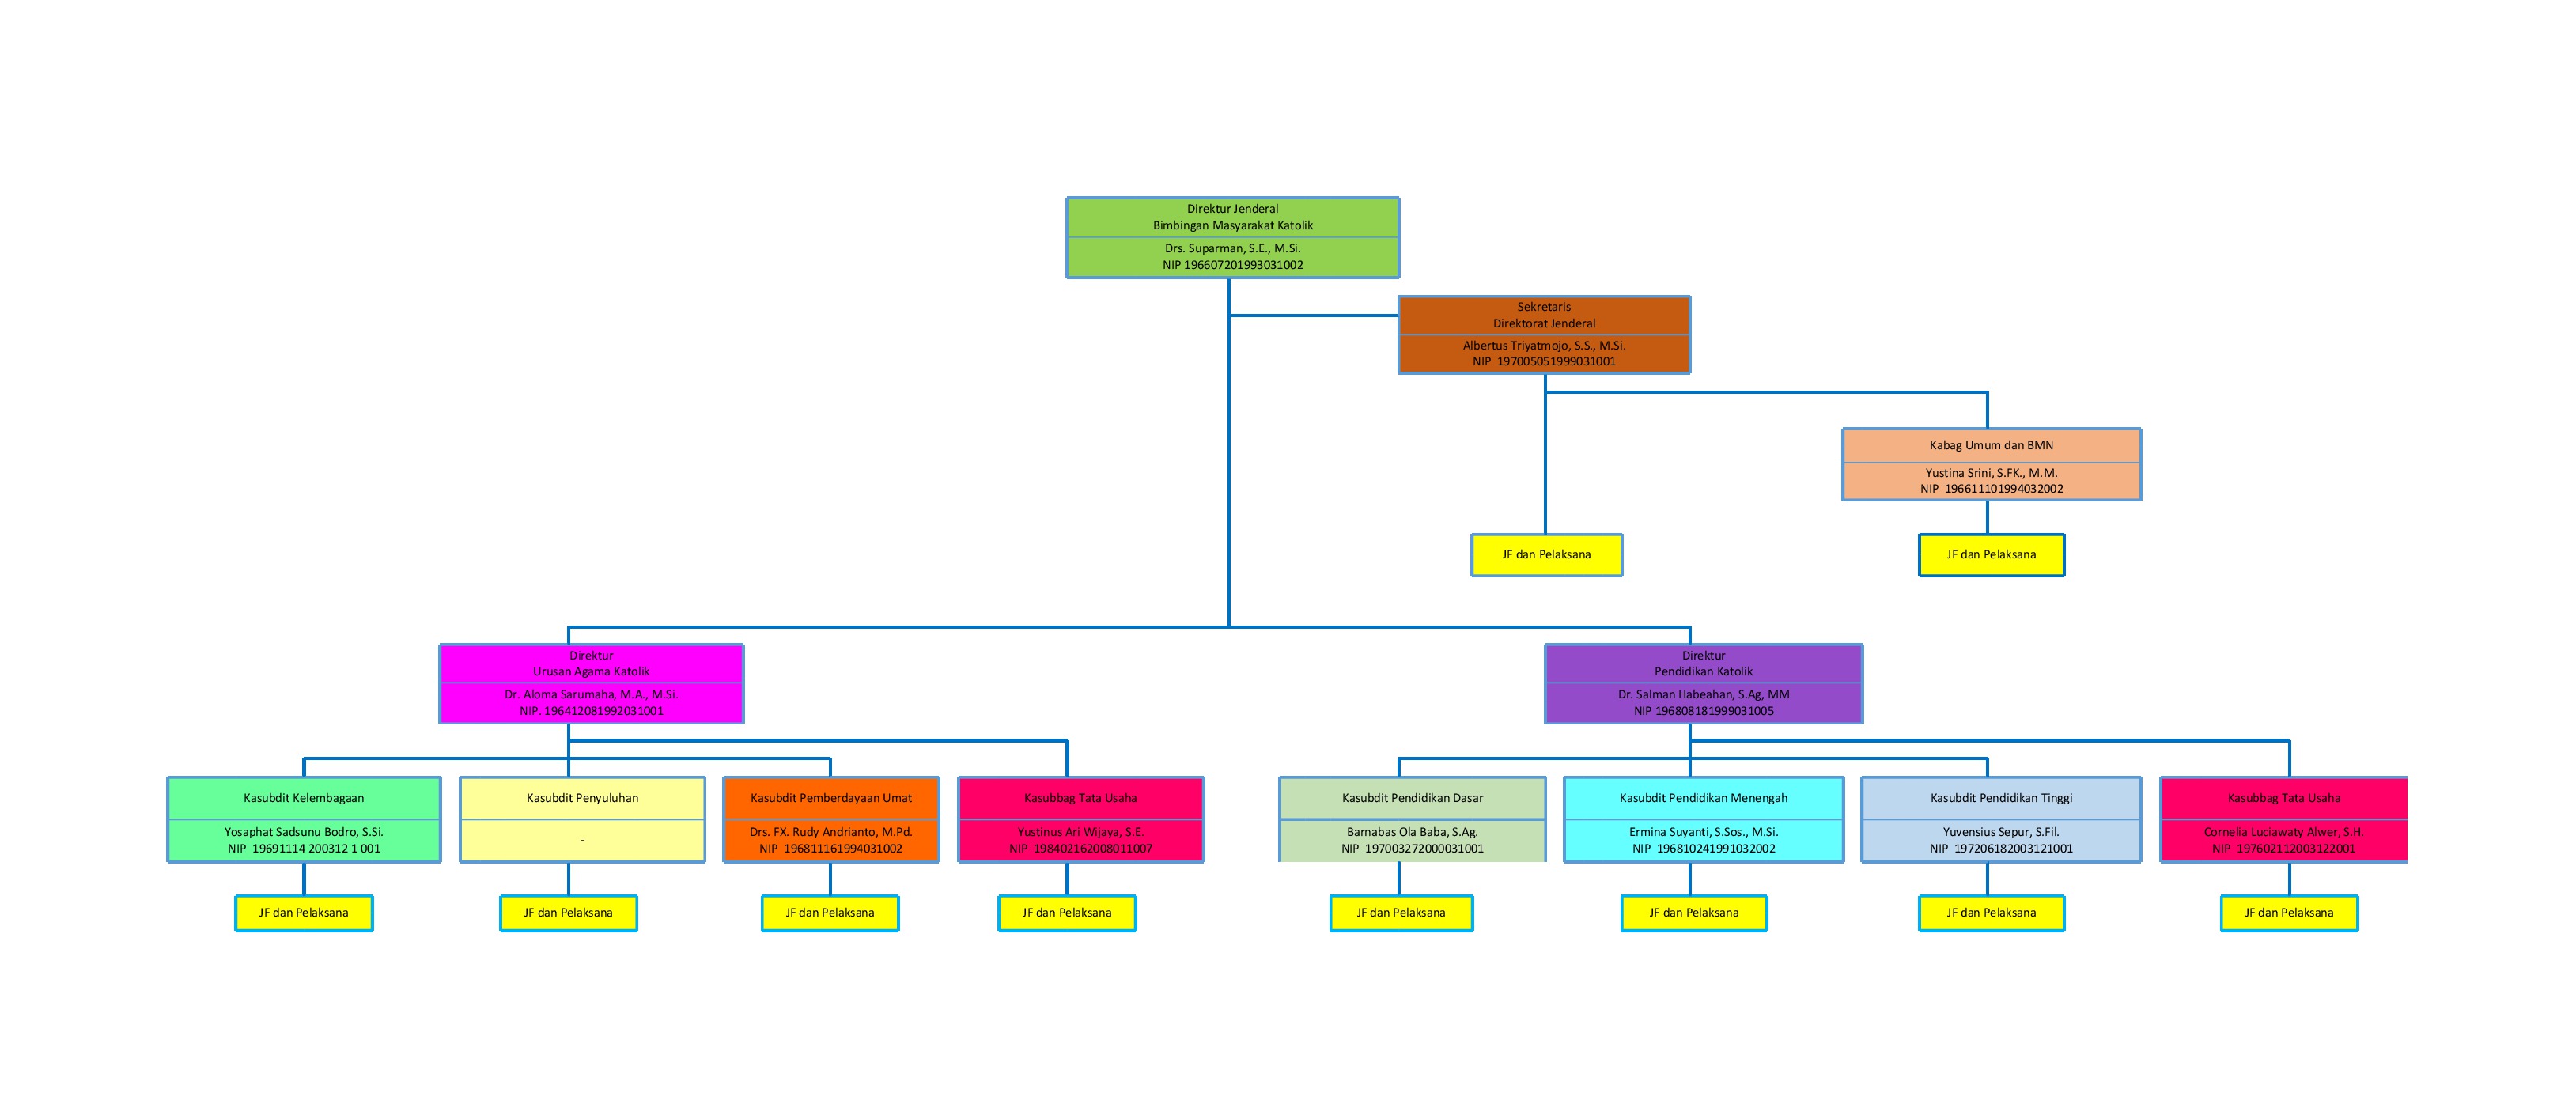 Direktur Jenderal
Bimbingan Masyarakat Katolik
Drs. Suparman, S.E., M.Si.
NIP 196607201993031002
Sekretaris
Direktorat Jenderal
Albertus Triyatmojo, S.S., M.Si.
NIP 197005051999031001
Kabag Umum dan BMN
Yustina Srini, S.FK., M.M.
NIP 196611101994032002
JF dan Pelaksana
JF dan Pelaksana
Direktur
Urusan Agama Katolik
Dr. Aloma Sarumaha, M.A., M.Si.
NIP. 196412081992031001
Direktur
Pendidikan Katolik
Dr. Salman Habeahan, S.Ag, MM
NIP 196808181999031005
Kasubdit Kelembagaan
Yosaphat Sadsunu Bodro, S.Si.
NIP 19691114 200312 1 001
Kasubdit Penyuluhan
-
Kasubdit Pemberdayaan Umat
Drs. FX. Rudy Andrianto, M.Pd.
NIP 196811161994031002
Kasubbag Tata Usaha
Yustinus Ari Wijaya, S.E.
NIP 198402162008011007
Kasubdit Pendidikan Dasar
Barnabas Ola Baba, S.Ag.
NIP 197003272000031001
Kasubdit Pendidikan Menengah
Ermina Suyanti, S.Sos., M.Si.
NIP 196810241991032002
Kasubdit Pendidikan Tinggi
Yuvensius Sepur, S.Fil.
NIP 197206182003121001
Kasubbag Tata Usaha
Cornelia Luciawaty Alwer, S.H.
NIP 197602112003122001
JF dan Pelaksana
JF dan Pelaksana
JF dan Pelaksana
JF dan Pelaksana
JF dan Pelaksana
JF dan Pelaksana
JF dan Pelaksana
JF dan Pelaksana